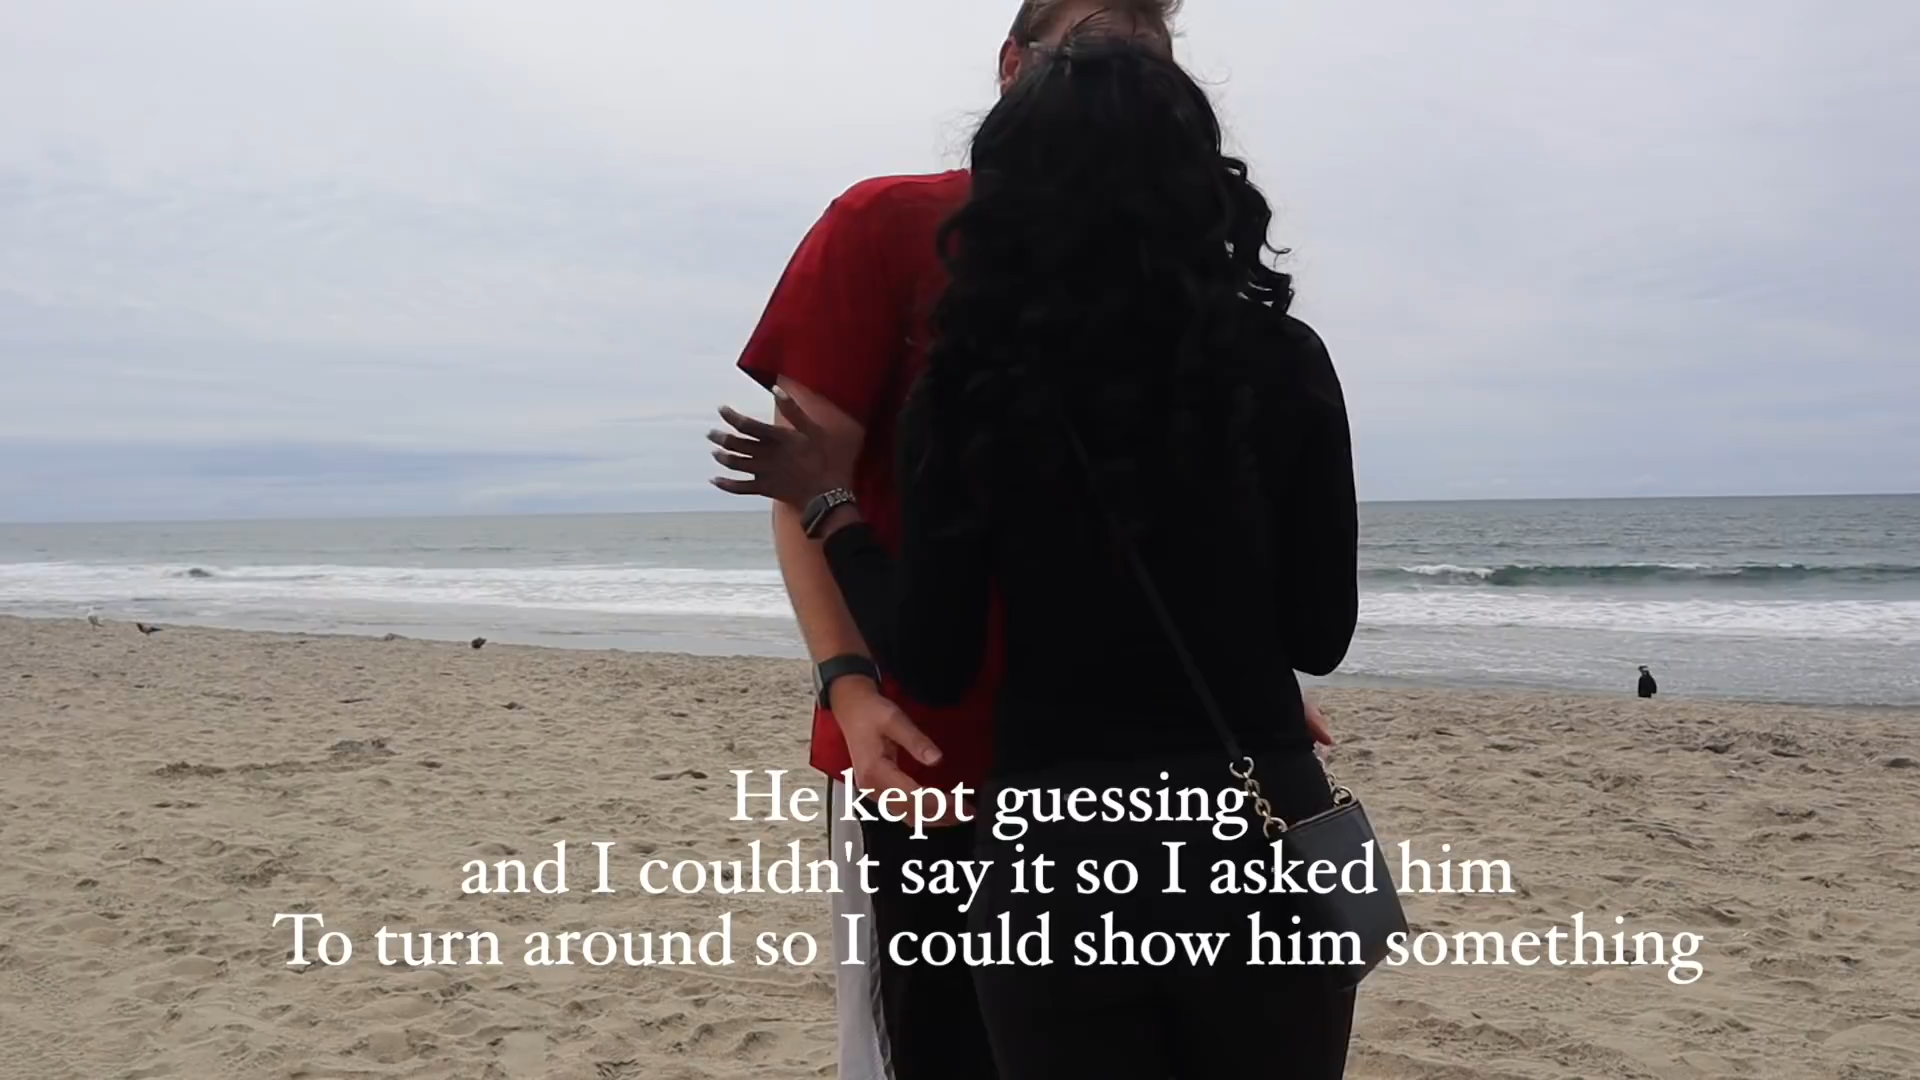 He kept guessing
and I couldn't say it so I asked him
To turn around so I could show him something